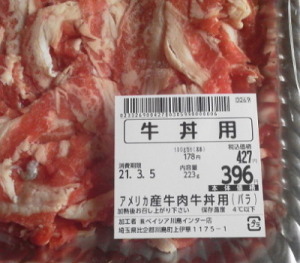 0049
牛丼用
100g当り(税抜)
税込価格
消費期限
178円
427円
21.3.5
内容量
223g
396円
本体価格
アメリカ産牛肉牛丼用(バラ)
加熱後お召し上がり下さい 保存温度 4℃以下
加工者 株ベイシア川島インター店
埼玉県比企郡川島町上伊草1175-1
プラ